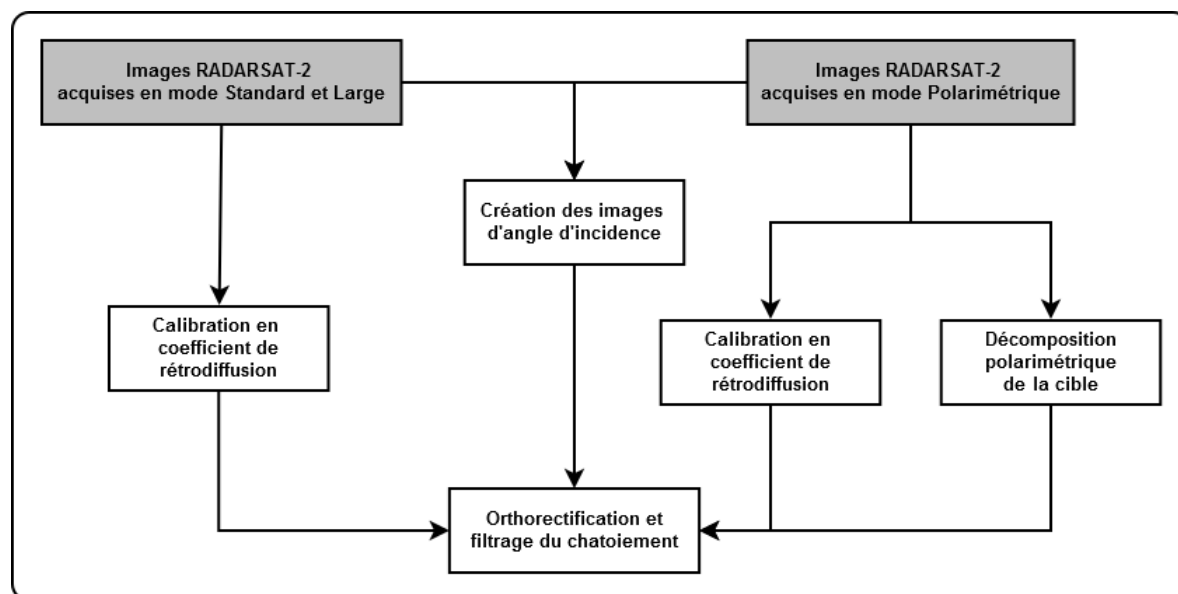 Images RADARSAT-2
acquises en mode Standard et Large
Images RADARSAT-2
acquises en mode Polarimétrique
Création des images
d'angle d'incidence
Calibration en
coefficient de
rétrodiffusion
Calibration en
coefficient de
rétrodiffusion
Décomposition
polarimétrique
de la cible
Orthorectification et
filtrage du chatoiement